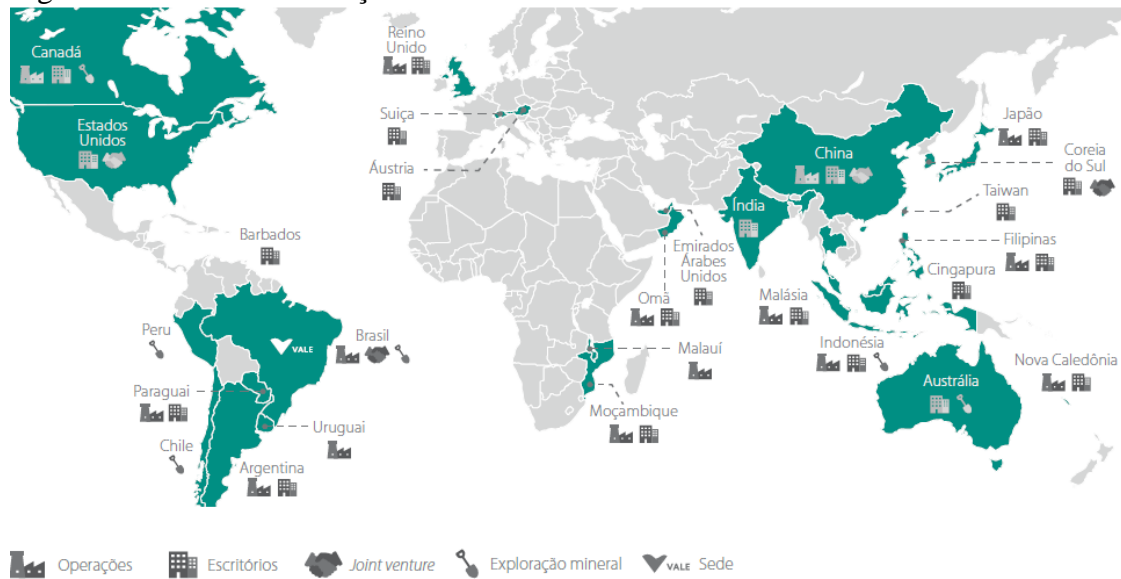 Canadá
Estados
Unidos
Barbados
Peru
Brasil
VALE
Paraguai
Uruguai
Chile
Argentina
Reino
Unido
Suiça
Áustria
Emirados
Árabes
Unidos
Omã
Malauí
Moçambique
China
Índia
Japão
Coreia
do Sul
Taiwan
Filipinas
Cingapura
Malásia
Indonésia
Austrália
Nova Caledônia
Operações
Escritórios
Joint venture
Exploração mineral
VALE Sede